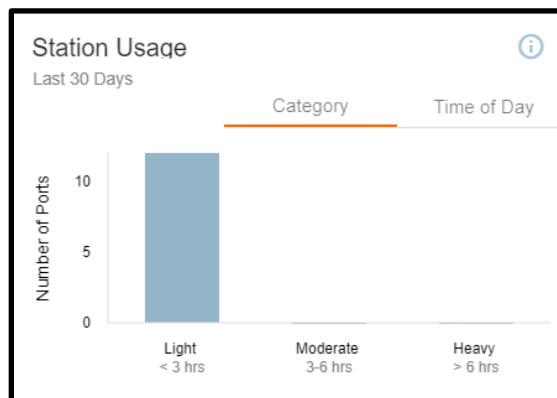 Station Usage
Last 30 Days
Category Time of Day
Number of Ports
10
5
0
Light Moderate Heavy
< 3 hrs 3-6 hrs > 6 hrs